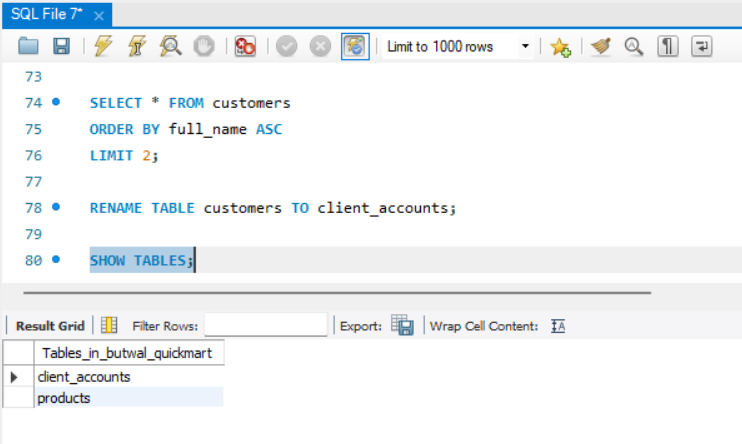 SQL File 7* ×
Limit to 1000 rows
73
74 SELECT * FROM customers
75 ORDER BY full_name ASC
76 LIMIT 2;
77
78 RENAME TABLE customers TO client_accounts;
79
80 SHOW TABLES;
Result Grid Filter Rows: Export: Wrap Cell Content: IA
Tables_in_butwal_quickmart
client_accounts
products